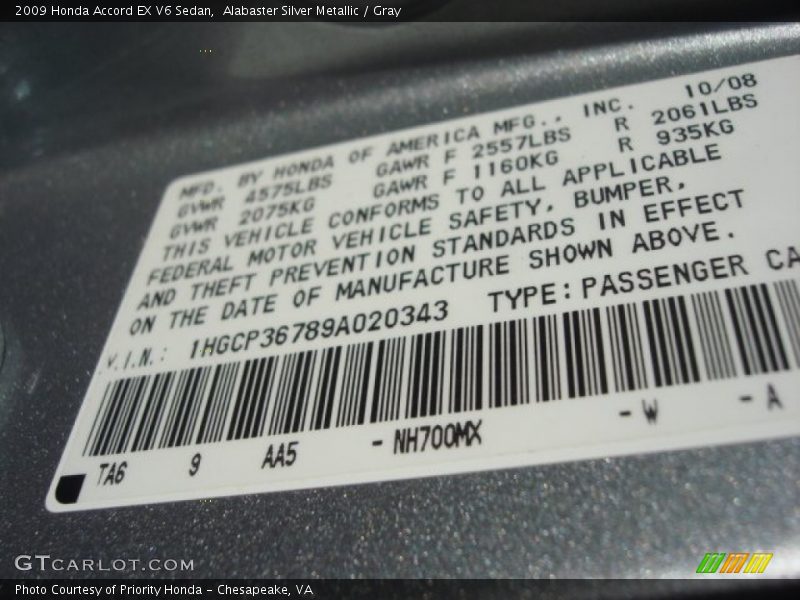 2009 Honda Accord EX V6 Sedan,  Alabaster Silver Metallic / Gray
MFD. BY HONDA OF AMERICA MFG., INC. 10/08
GVWR 4575LBS GAWR F 2557LBS R 2061LBS
GVWR 2075KG GAWR F 1160KG R 935KG
THIS VEHICLE CONFORMS TO ALL APPLICABLE
FEDERAL MOTOR VEHICLE SAFETY, BUMPER,
AND THEFT PREVENTION STANDARDS IN EFFECT
ON THE DATE OF MANUFACTURE SHOWN ABOVE.
V.I.N.: 1HGCP36789A020343 TYPE: PASSENGER CA
TA6 9 AA5 -NH700MX -W -A
GTCARLOT.COM
Photo Courtesy of Priority Honda - Chesapeake, VA